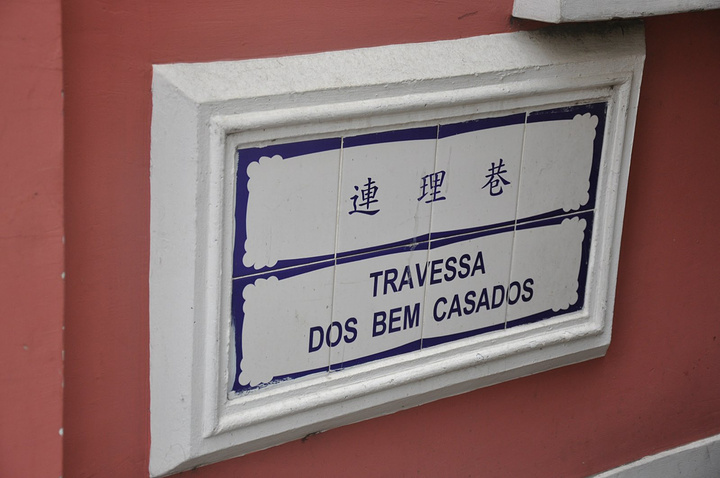 連理巷
TRAVESSA
DOS BEM CASADOS